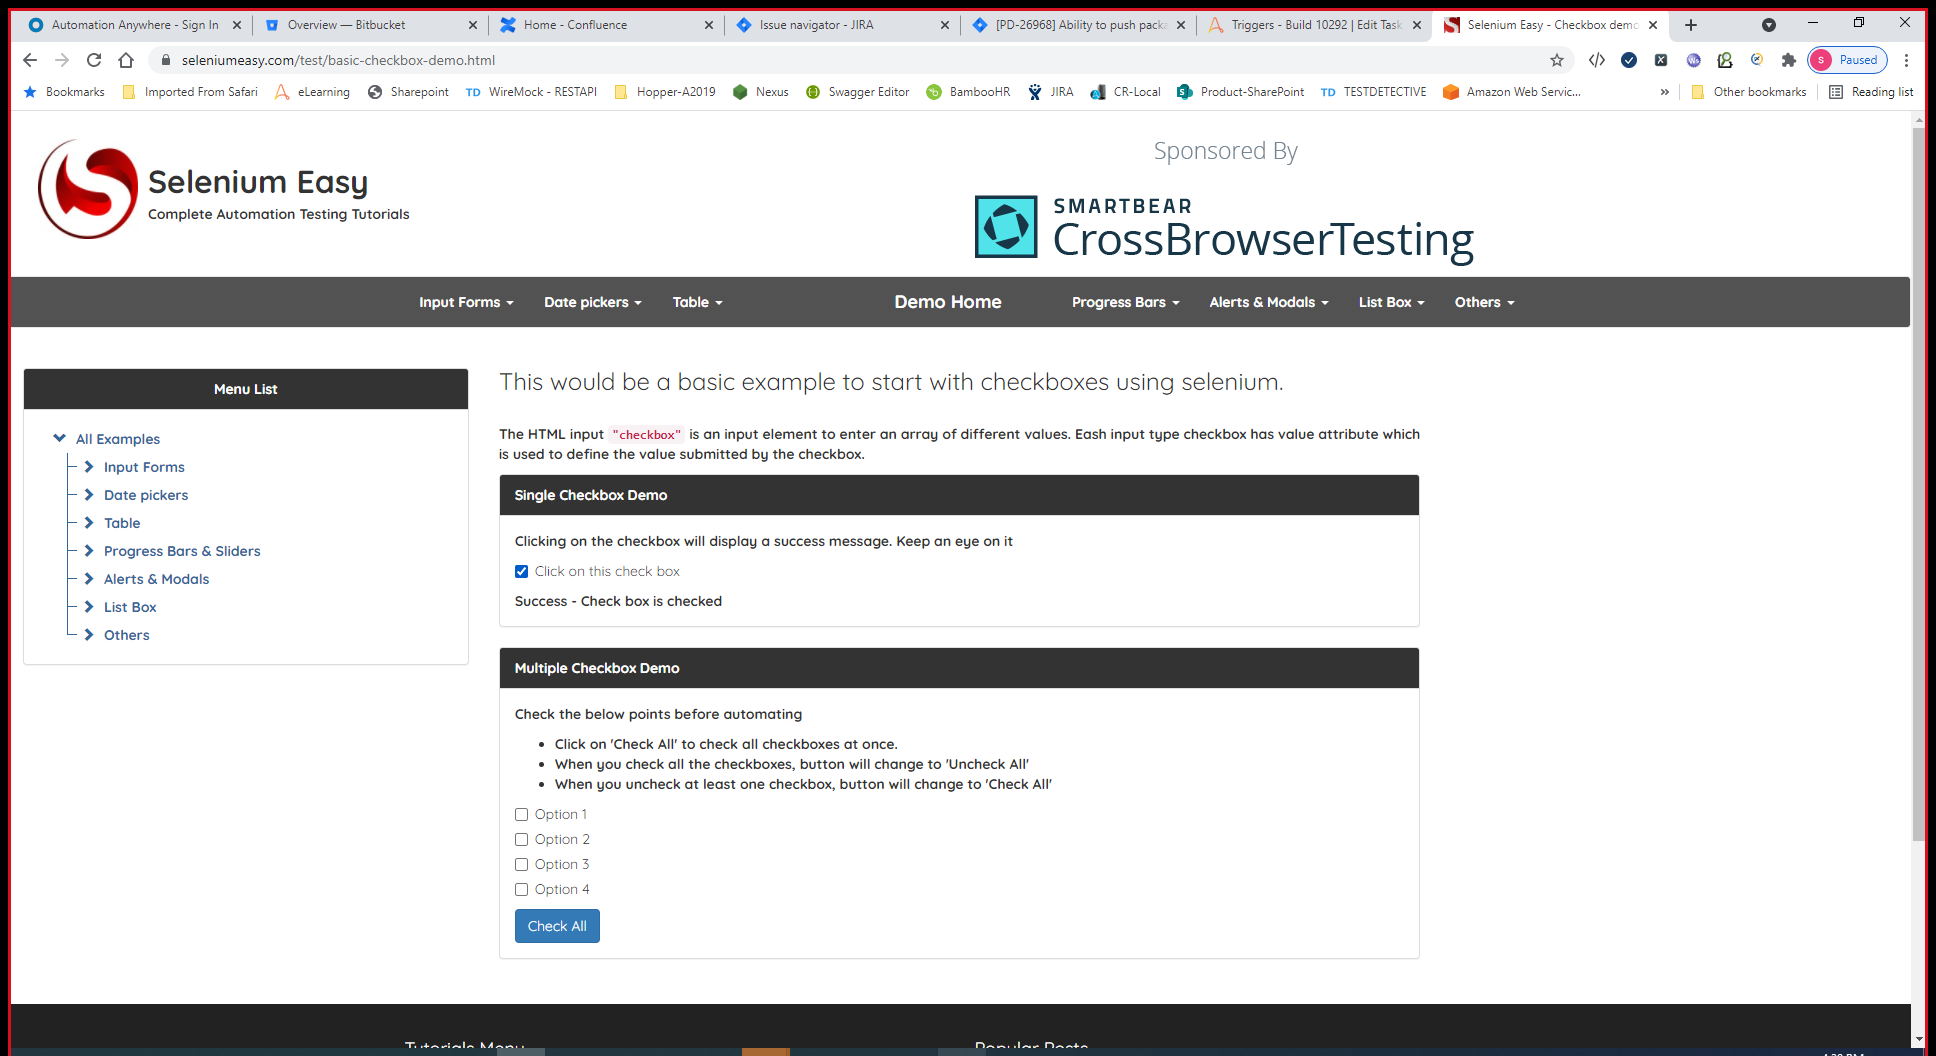 Automation Anywhere - Sign In
Overview — Bitbucket
Home - Confluence
Issue navigator - JIRA
[PD-26968] Ability to push packa
Triggers - Build 10292 | Edit Task
Selenium Easy - Checkbox demo
seleniumeasy.com/test/basic-checkbox-demo.html
Paused
Bookmarks
Imported From Safari
eLearning
Sharepoint
TD WireMock - RESTAPI
Hopper-A2019
Nexus
Swagger Editor
BambooHR
JIRA
CR-Local
Product-SharePoint
TD TESTDETECTIVE
Amazon Web Servic...
»
Other bookmarks
Reading list
Selenium Easy
Complete Automation Testing Tutorials
Sponsored By
SMARTBEAR
CrossBrowserTesting
Input Forms
Date pickers
Table
Demo Home
Progress Bars
Alerts & Modals
List Box
Others
Menu List
All Examples
Input Forms
Date pickers
Table
Progress Bars & Sliders
Alerts & Modals
List Box
Others
This would be a basic example to start with checkboxes using selenium.
The HTML input "checkbox" is an input element to enter an array of different values. Eash input type checkbox has value attribute which
is used to define the value submitted by the checkbox.
Single Checkbox Demo
Clicking on the checkbox will display a success message. Keep an eye on it
Click on this check box
Success - Check box is checked
Multiple Checkbox Demo
Check the below points before automating
• Click on 'Check All' to check all checkboxes at once.
• When you check all the checkboxes, button will change to 'Uncheck All'
• When you uncheck at least one checkbox, button will change to 'Check All'
Option 1
Option 2
Option 3
Option 4
Check All
Tutorials Menu
Popular Posts